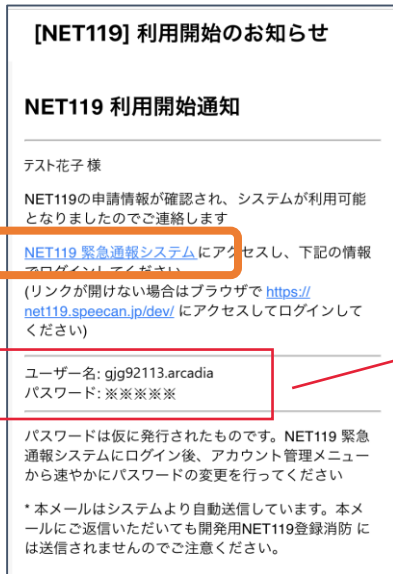 [NET119] 利用開始のお知らせ
NET119 利用開始通知
テスト花子 様
NET119の申請情報が確認され、システムが利用可能
となりましたのでご連絡します
NET119 緊急通報システムにアクセスし、下記の情報
でログインしてください
(リンクが開けない場合はブラウザで https://
net119.speecan.jp/dev/ にアクセスしてログインして
ください)
ユーザー名: gjg92113.arcadia
パスワード: ※※※※※
パスワードは仮に発行されたものです。NET119 緊急
通報システムにログイン後、アカウント管理メニュー
から速やかにパスワードの変更を行ってください
* 本メールはシステムより自動送信しています。本メ
ールにご返信いただいても開発用NET119登録消防 に
は送信されませんのでご注意ください。